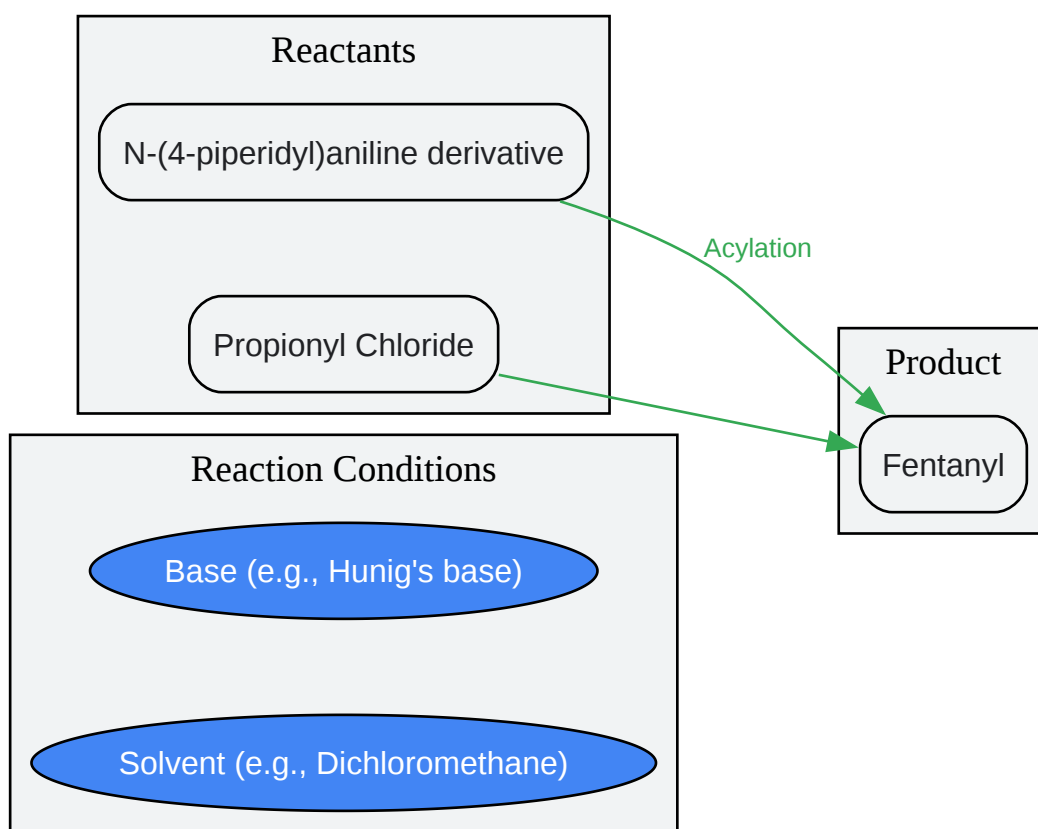 Reactants
N-(4-piperidyl)aniline derivative
Acylation
Propionyl Chloride
Product
Fentanyl
Reaction Conditions
Base (e.g., Hunig's base)
Solvent (e.g., Dichloromethane)